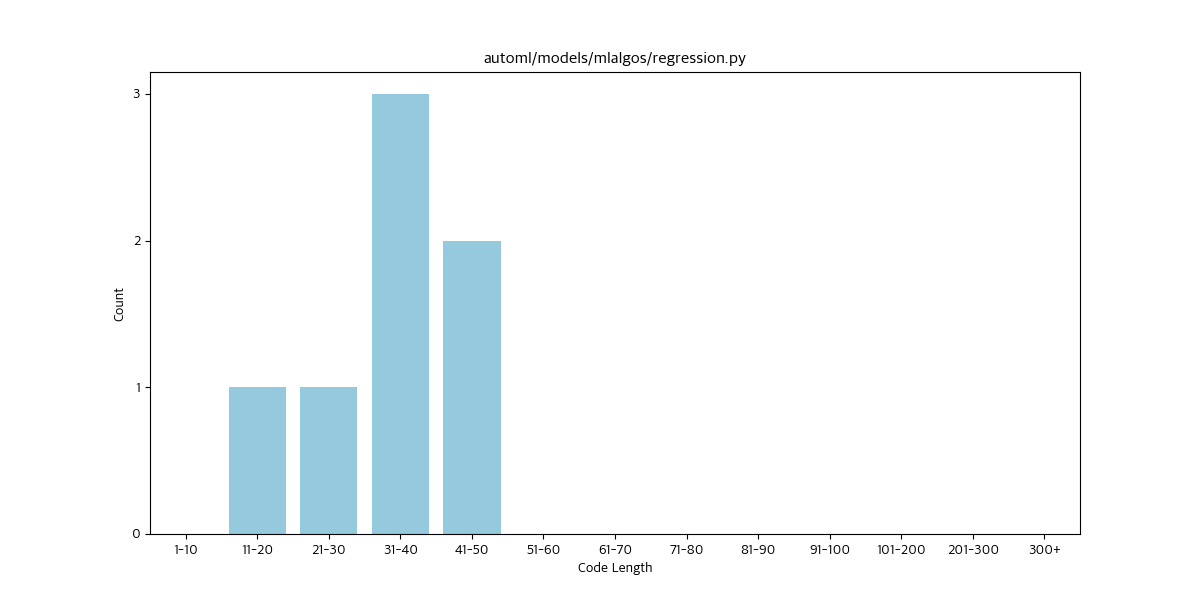 automl/models/mlalgos/regression.py
3
2
1
0
Count
1-10 11-20 21-30 31-40 41-50 51-60 61-70 71-80 81-90 91-100 101-200 201-300 300+
Code Length